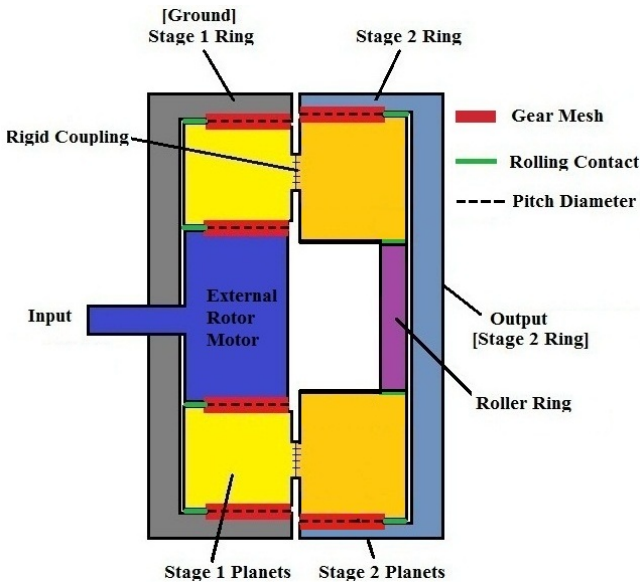 [Ground]
Stage 1 Ring
Stage 2 Ring
Gear Mesh
Rigid Coupling
Rolling Contact
Pitch Diameter
External
Rotor
Motor
Input
Output
[Stage 2 Ring]
Roller Ring
Stage 1 Planets
Stage 2 Planets